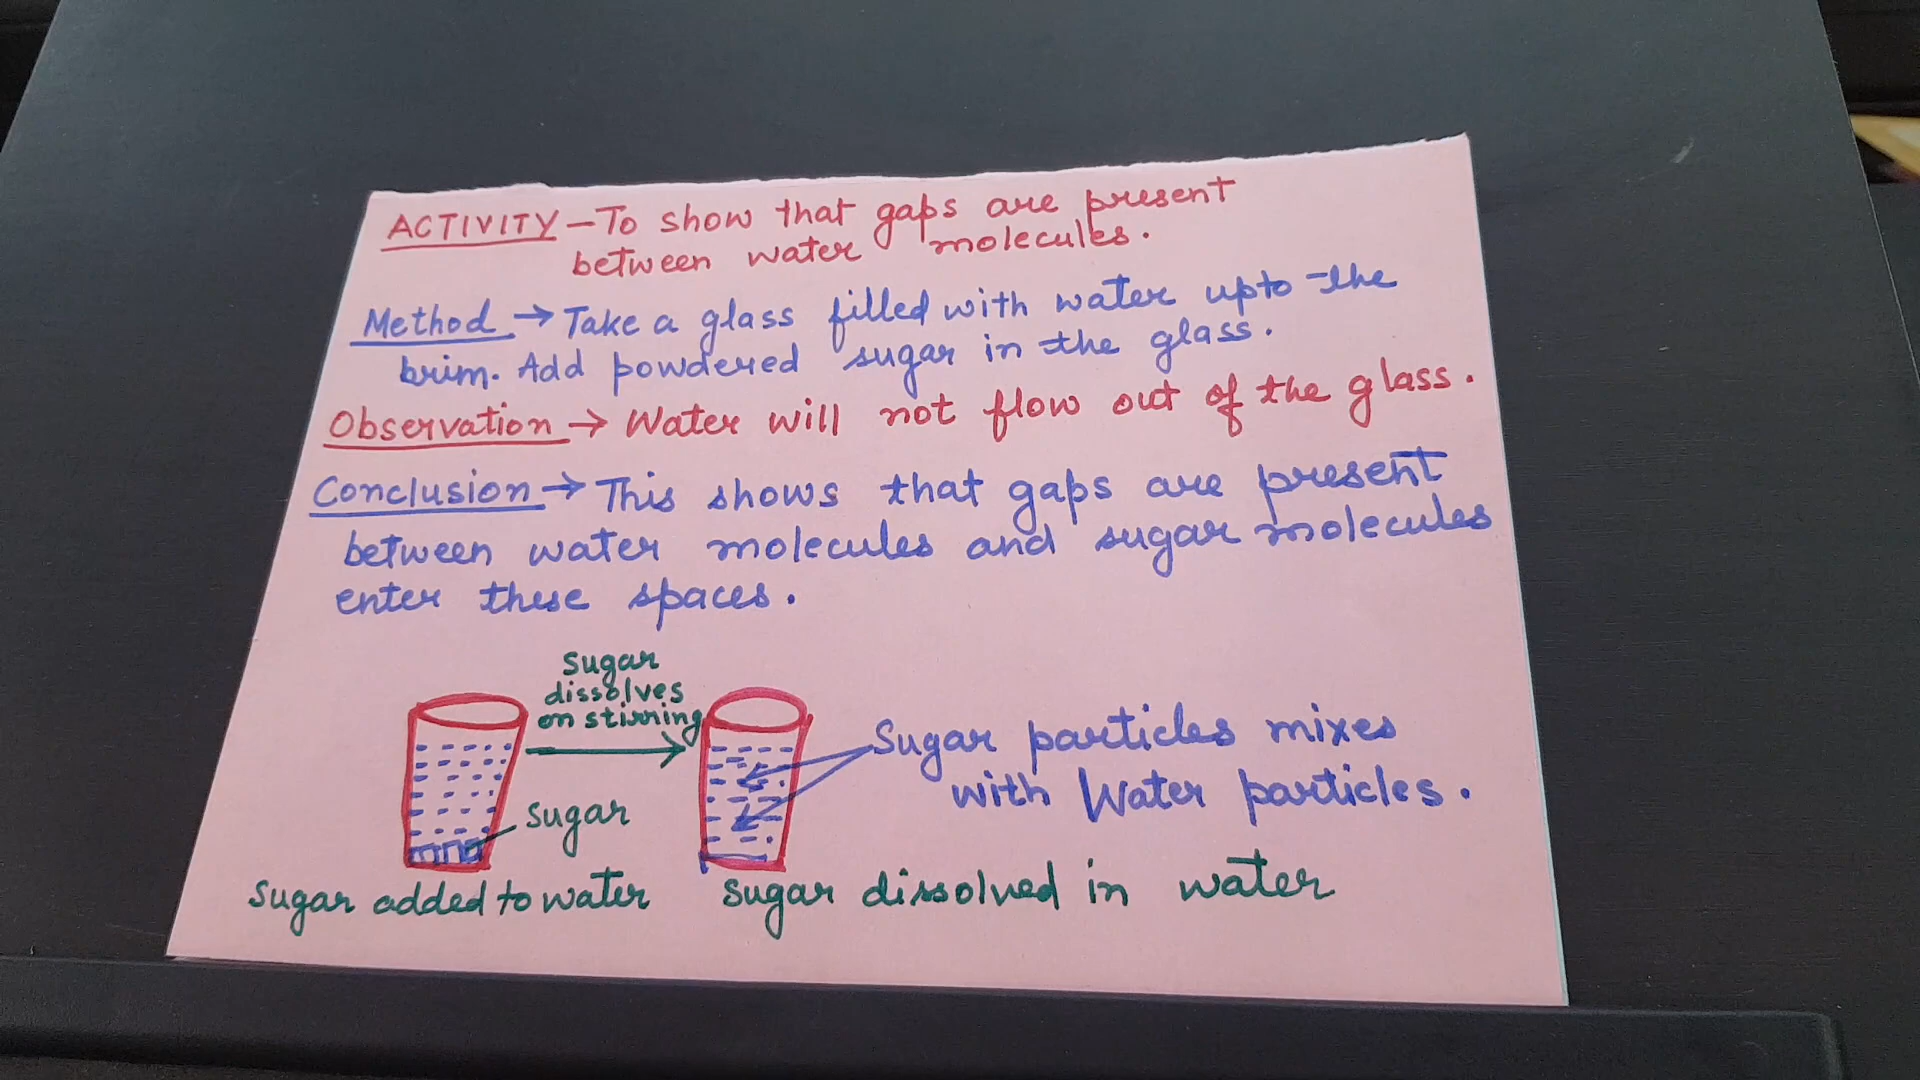 ACTIVITY - To show that gaps are present
between water molecules.
Method → Take a glass filled with water upto the
brim. Add powdered sugar in the glass.
Observation → Water will not flow out of the glass.
Conclusion → This shows that gaps are present
between water molecules and sugar molecules
enter these spaces.
Sugar
dissolves
on stirring
Sugar particles mixes
with Water particles.
Sugar
Sugar added to water
Sugar dissolved in water